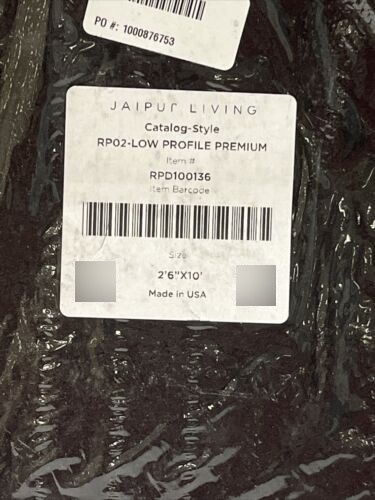 PO #: 1000876753
JAIPUR LIVING
Catalog-Style
RP02-LOW PROFILE PREMIUM
Item #
RPD100136
Item Barcode
Size
2'6"X10'
Made in USA